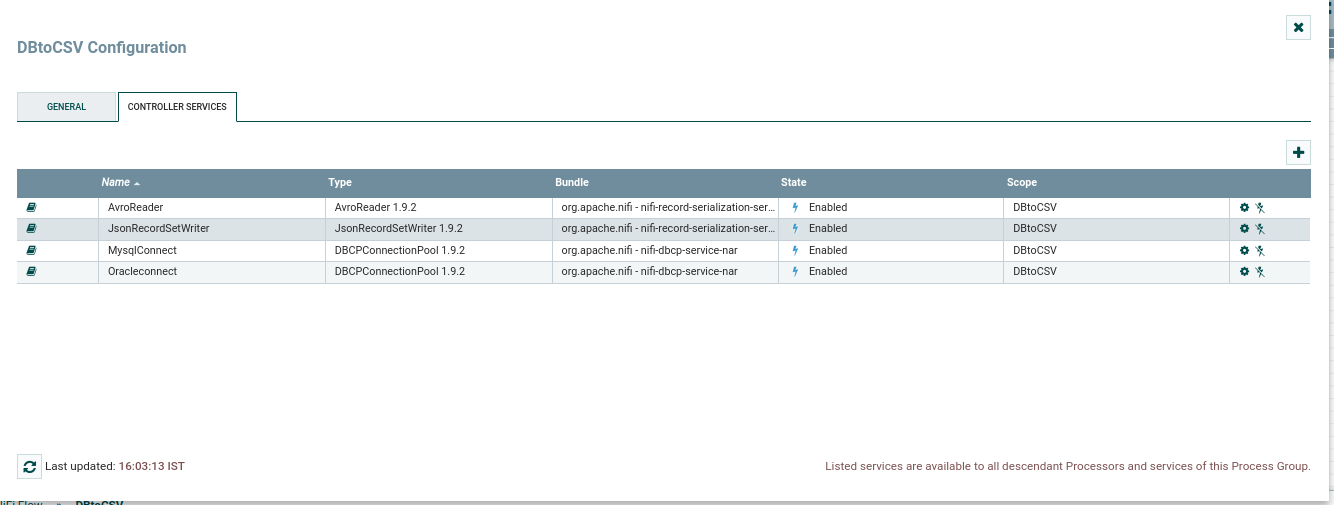 DBtoCSV Configuration
GENERAL
CONTROLLER SERVICES
Name Type Bundle State Scope
AvroReader AvroReader 1.9.2 org.apache.nifi - nifi-record-serialization-ser... Enabled DBtoCSV
JsonRecordSetWriter JsonRecordSetWriter 1.9.2 org.apache.nifi - nifi-record-serialization-ser... Enabled DBtoCSV
MysqlConnect DBCPConnectionPool 1.9.2 org.apache.nifi - nifi-dbcp-service-nar Enabled DBtoCSV
Oracleconnect DBCPConnectionPool 1.9.2 org.apache.nifi - nifi-dbcp-service-nar Enabled DBtoCSV
Last updated: 16:03:13 IST
Listed services are available to all descendant Processors and services of this Process Group.
DBtoCSV